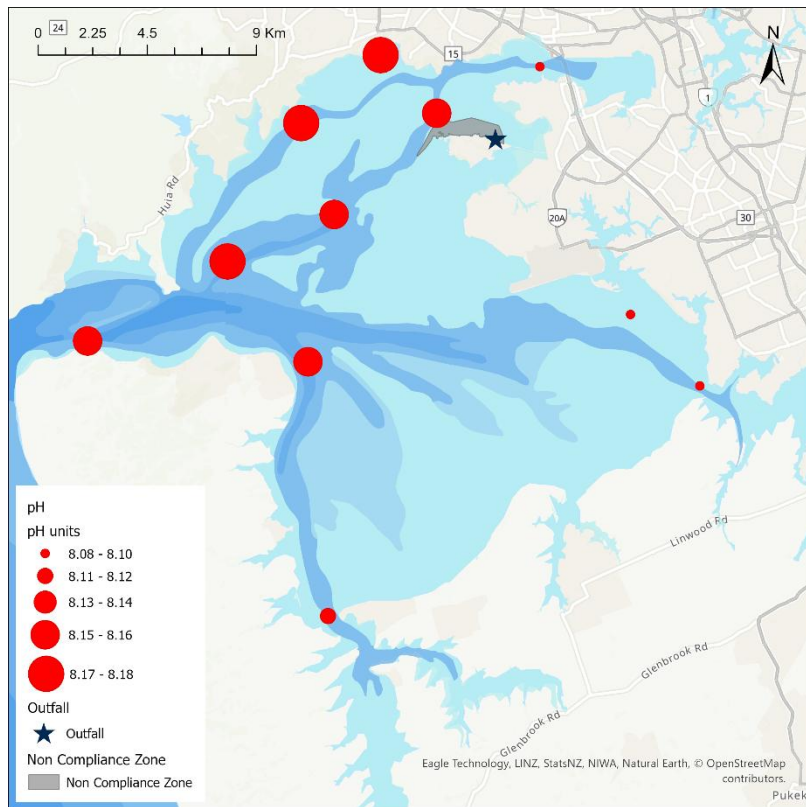 24
0 2.25 4.5 9 Km
15
N
1
Huia Rd
20A
30
Linwood Rd
Glenbrook Rd
Glenbrook Rd
pH
pH units
8.08 - 8.10
8.11 - 8.12
8.13 - 8.14
8.15 - 8.16
8.17 - 8.18
Outfall
Outfall
Non Compliance Zone
Non Compliance Zone
Eagle Technology, LINZ, StatsNZ, NIWA, Natural Earth, © OpenStreetMap
contributors.
Pukek